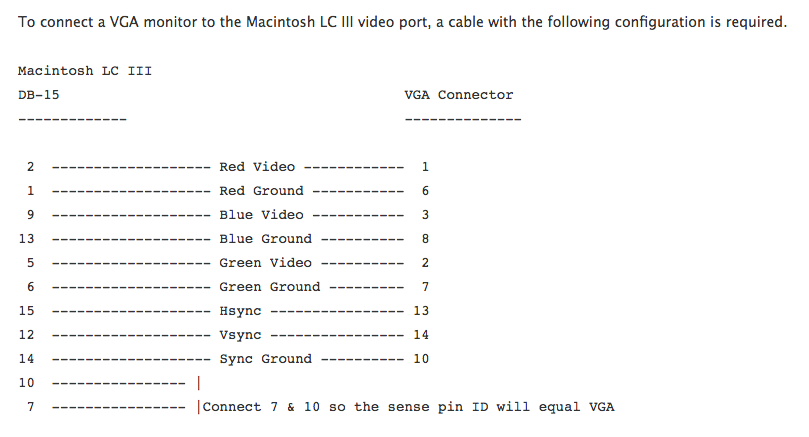 To connect a VGA monitor to the Macintosh LC III video port, a cable with the following configuration is required.
Macintosh LC III
DB-15                                         VGA Connector
-------------                                 --------------
 2  ------------------- Red Video ------------  1
 1  ------------------- Red Ground -----------  6
 9  ------------------- Blue Video -----------  3
13  ------------------- Blue Ground ----------  8
 5  ------------------- Green Video ----------  2
 6  ------------------- Green Ground ---------  7
15  ------------------- Hsync ---------------- 13
12  ------------------- Vsync ---------------- 14
14  ------------------- Sync Ground ---------- 10
10  ---------------- |
 7  ---------------- |Connect 7 & 10 so the sense pin ID will equal VGA